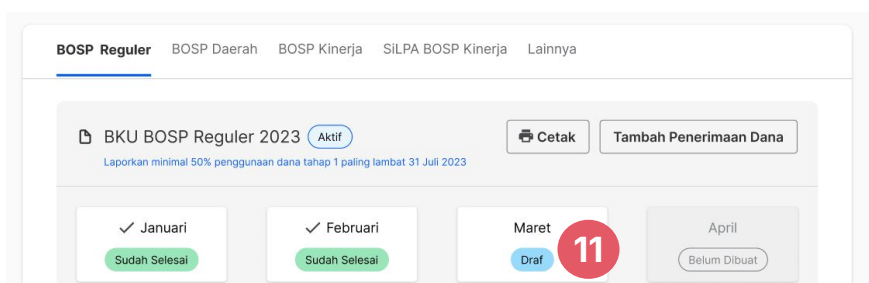 BOSP Reguler BOSP Daerah BOSP Kinerja SiLPA BOSP Kinerja Lainnya
BKU BOSP Reguler 2023 Aktif Cetak Tambah Penerimaan Dana
Laporkan minimal 50% penggunaan dana tahap 1 paling lambat 31 Juli 2023
Januari Februari Maret April
Sudah Selesai Sudah Selesai Draf 11 Belum Dibuat